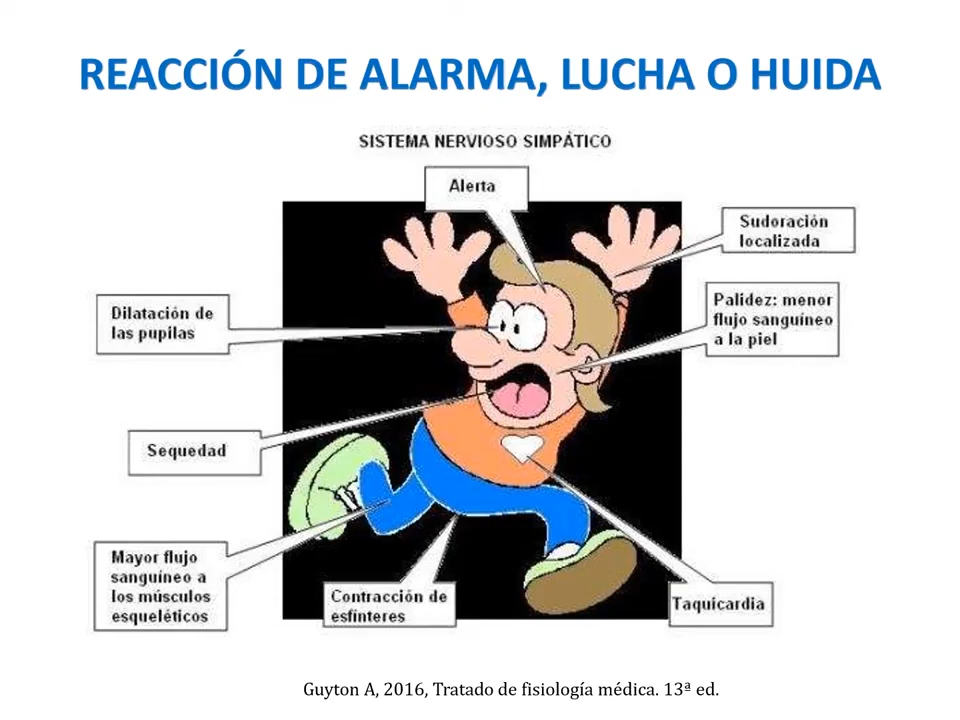 REACCIÓN DE ALARMA, LUCHA O HUIDA
SISTEMA NERVIOSO SIMPÁTICO
Alerta
Sudoración
localizada
Dilatación de
las pupilas
Palidez: menor
flujo sanguíneo
a la piel
Sequedad
Mayor flujo
sanguíneo a
los músculos
esqueléticos
Contracción de
esfínteres
Taquicardia
Guyton A, 2016, Tratado de fisiología médica. 13ª ed.